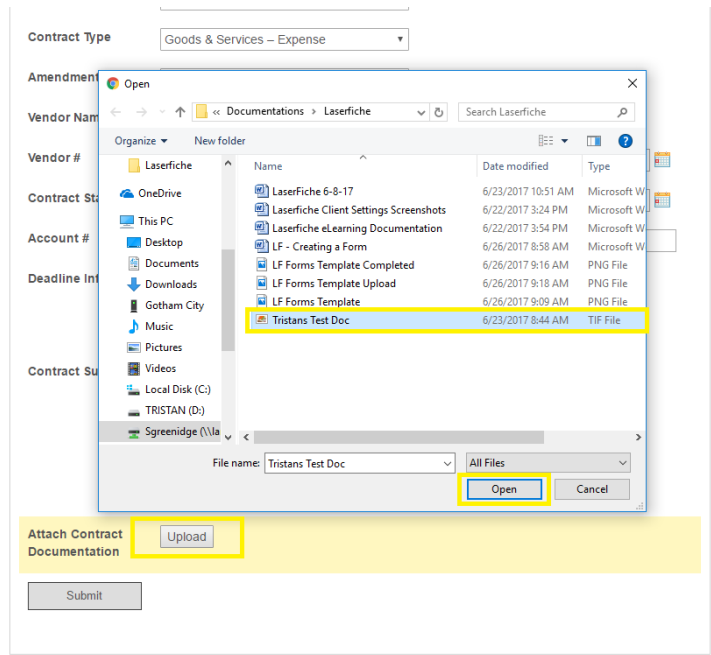 Contract Type
Goods & Services – Expense
Amendment
Open
« Documentations > Laserfiche
Search Laserfiche
Vendor Nam
Organize
New folder
Vendor #
Laserfiche
Name
Date modified
Type
OneDrive
LaserFiche 6-8-17
6/23/2017 10:51 AM
Microsoft W
Contract Sta
Laserfiche Client Settings Screenshots
6/22/2017 3:24 PM
Microsoft W
This PC
Laserfiche eLearning Documentation
6/22/2017 3:54 PM
Microsoft W
Account #
Desktop
LF - Creating a Form
6/26/2017 8:58 AM
Microsoft W
Documents
LF Forms Template Completed
6/26/2017 9:16 AM
PNG File
Deadline Inf
Downloads
LF Forms Template Upload
6/26/2017 9:18 AM
PNG File
Gotham City
LF Forms Template
6/26/2017 9:09 AM
PNG File
Music
Tristans Test Doc
6/23/2017 8:44 AM
TIF File
Pictures
Videos
Contract Su
Local Disk (C:)
TRISTAN (D:)
Sgreenidge (\\la
File name:
Tristans Test Doc
All Files
Open
Cancel
Attach Contract
Documentation
Upload
Submit